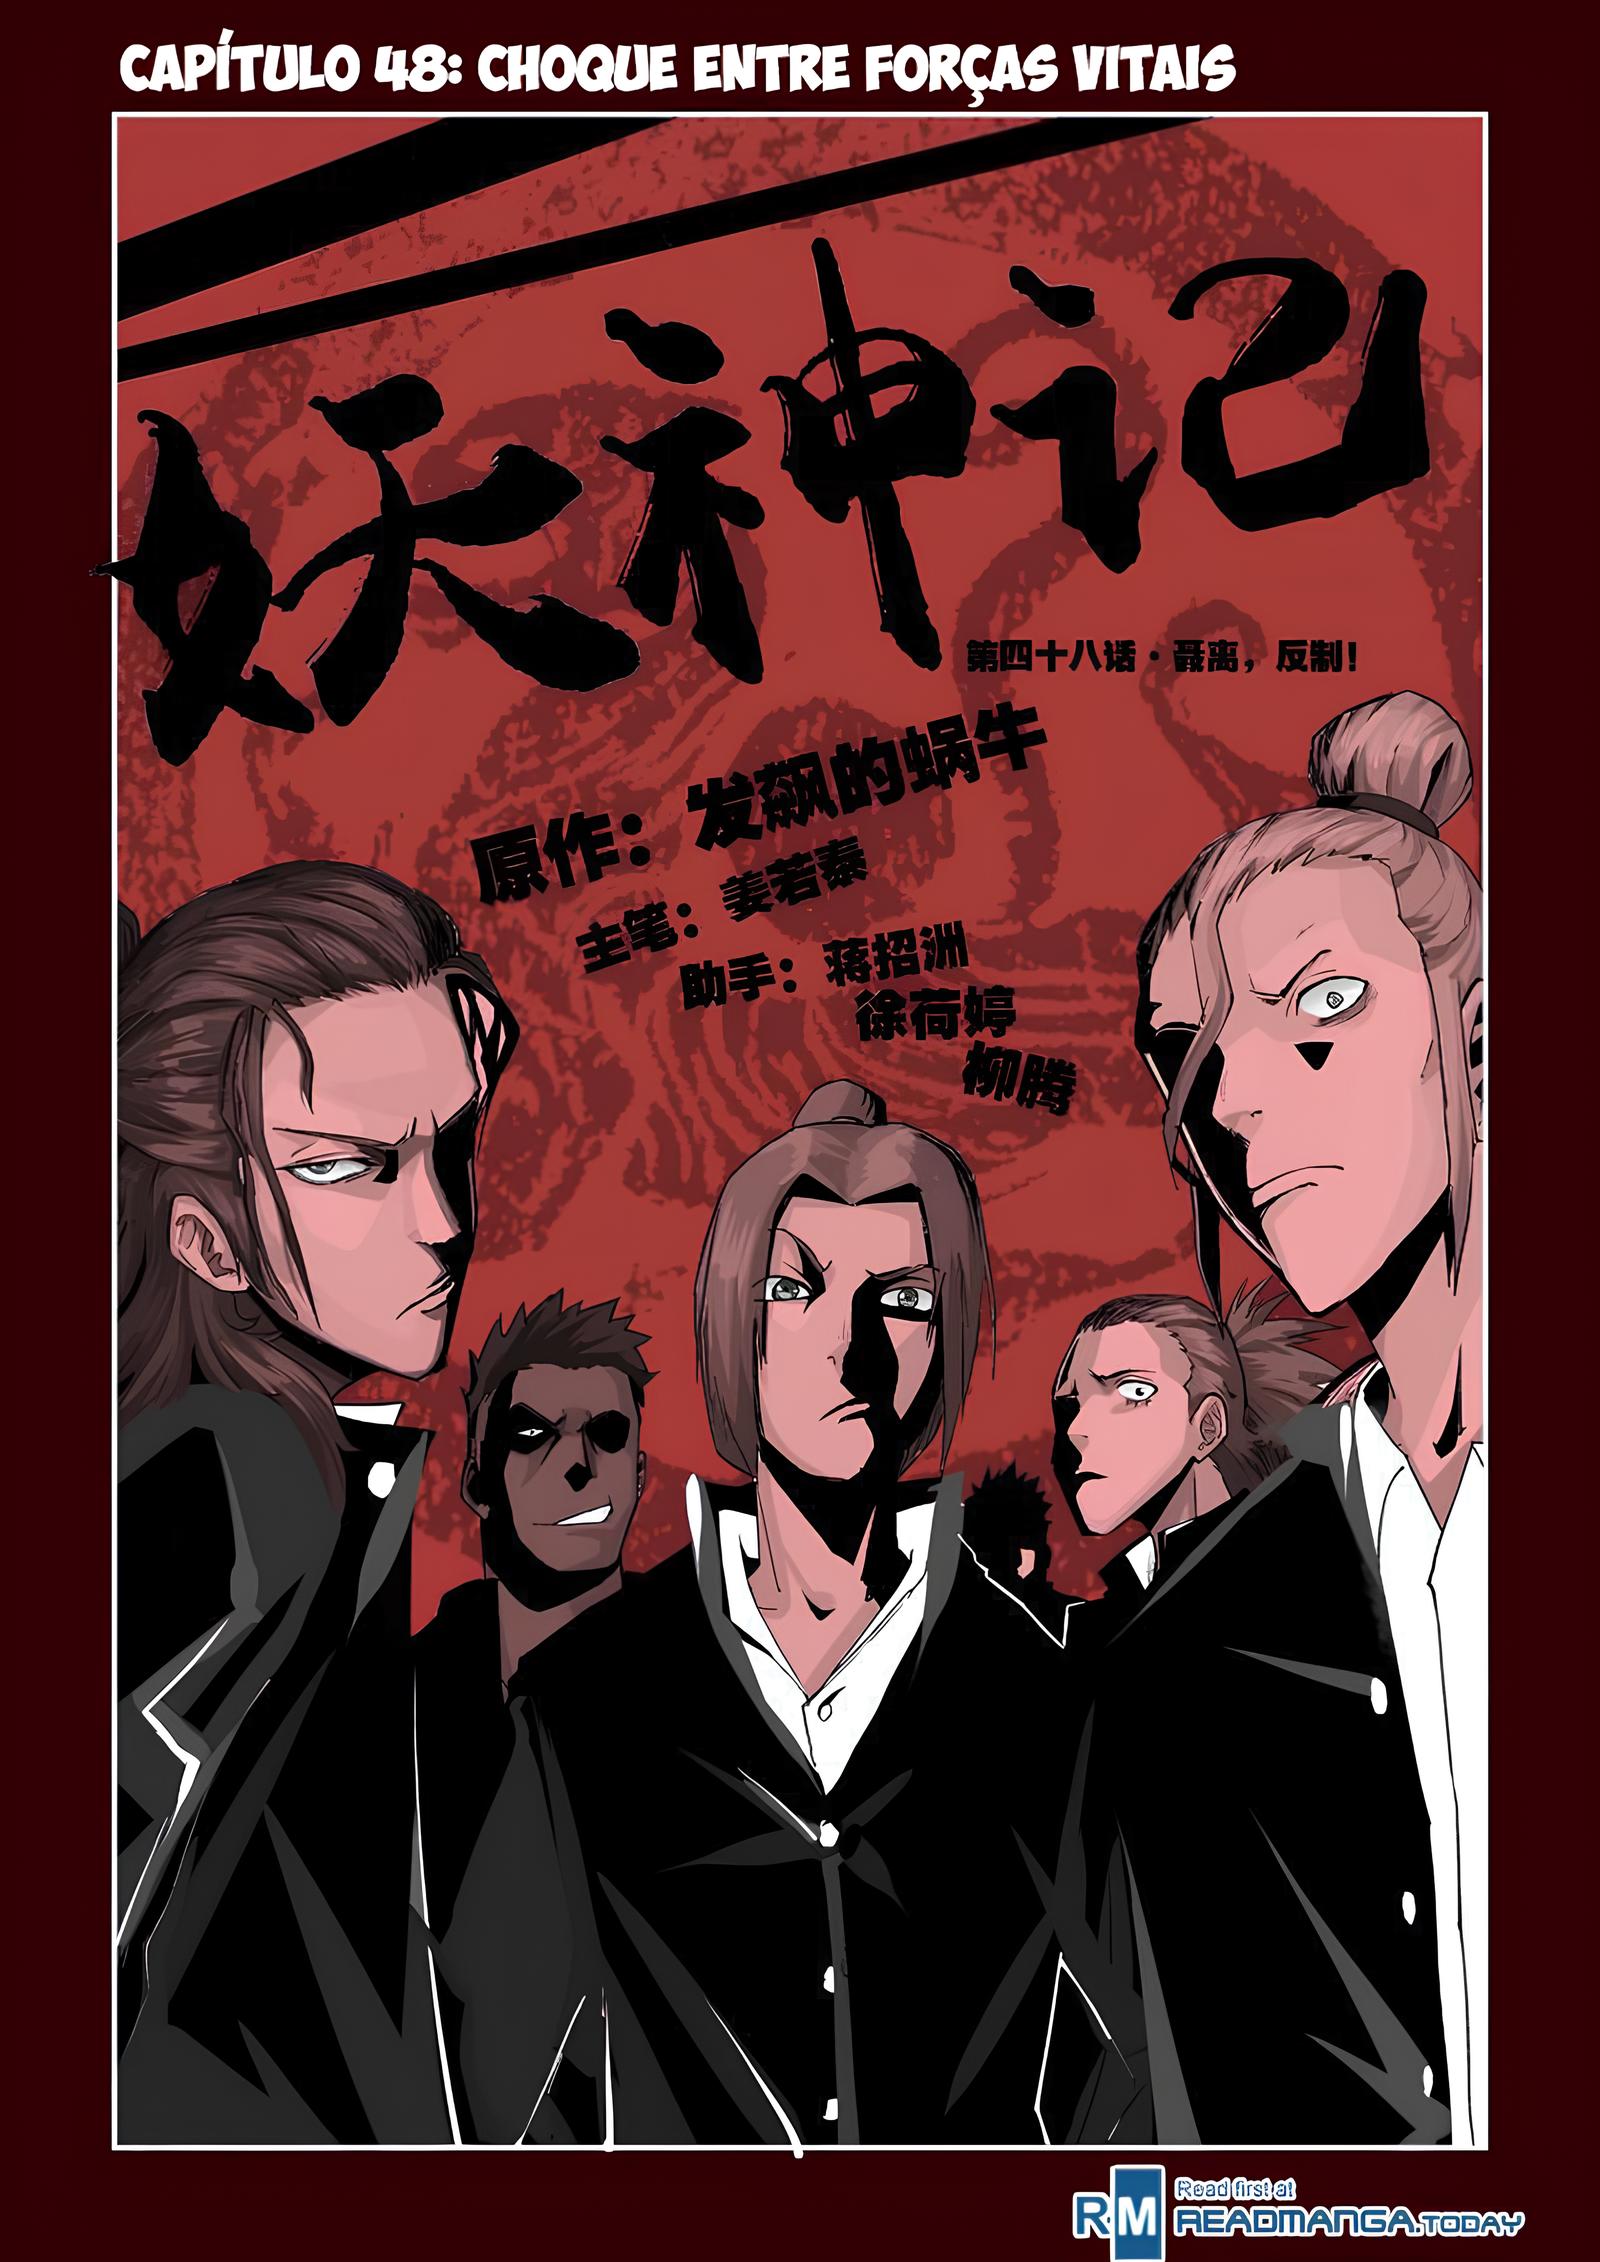 CAPÍTULO 48: CHOQUE ENTRE FORÇAS VITAIS
妖神记
第四十八话·聂离，反制！
原作：发飙的蜗牛
主笔：姜若泰
助手：蒋招洲
徐荷婷
柳腾
RM
Read first at
READMANGA.TODAY